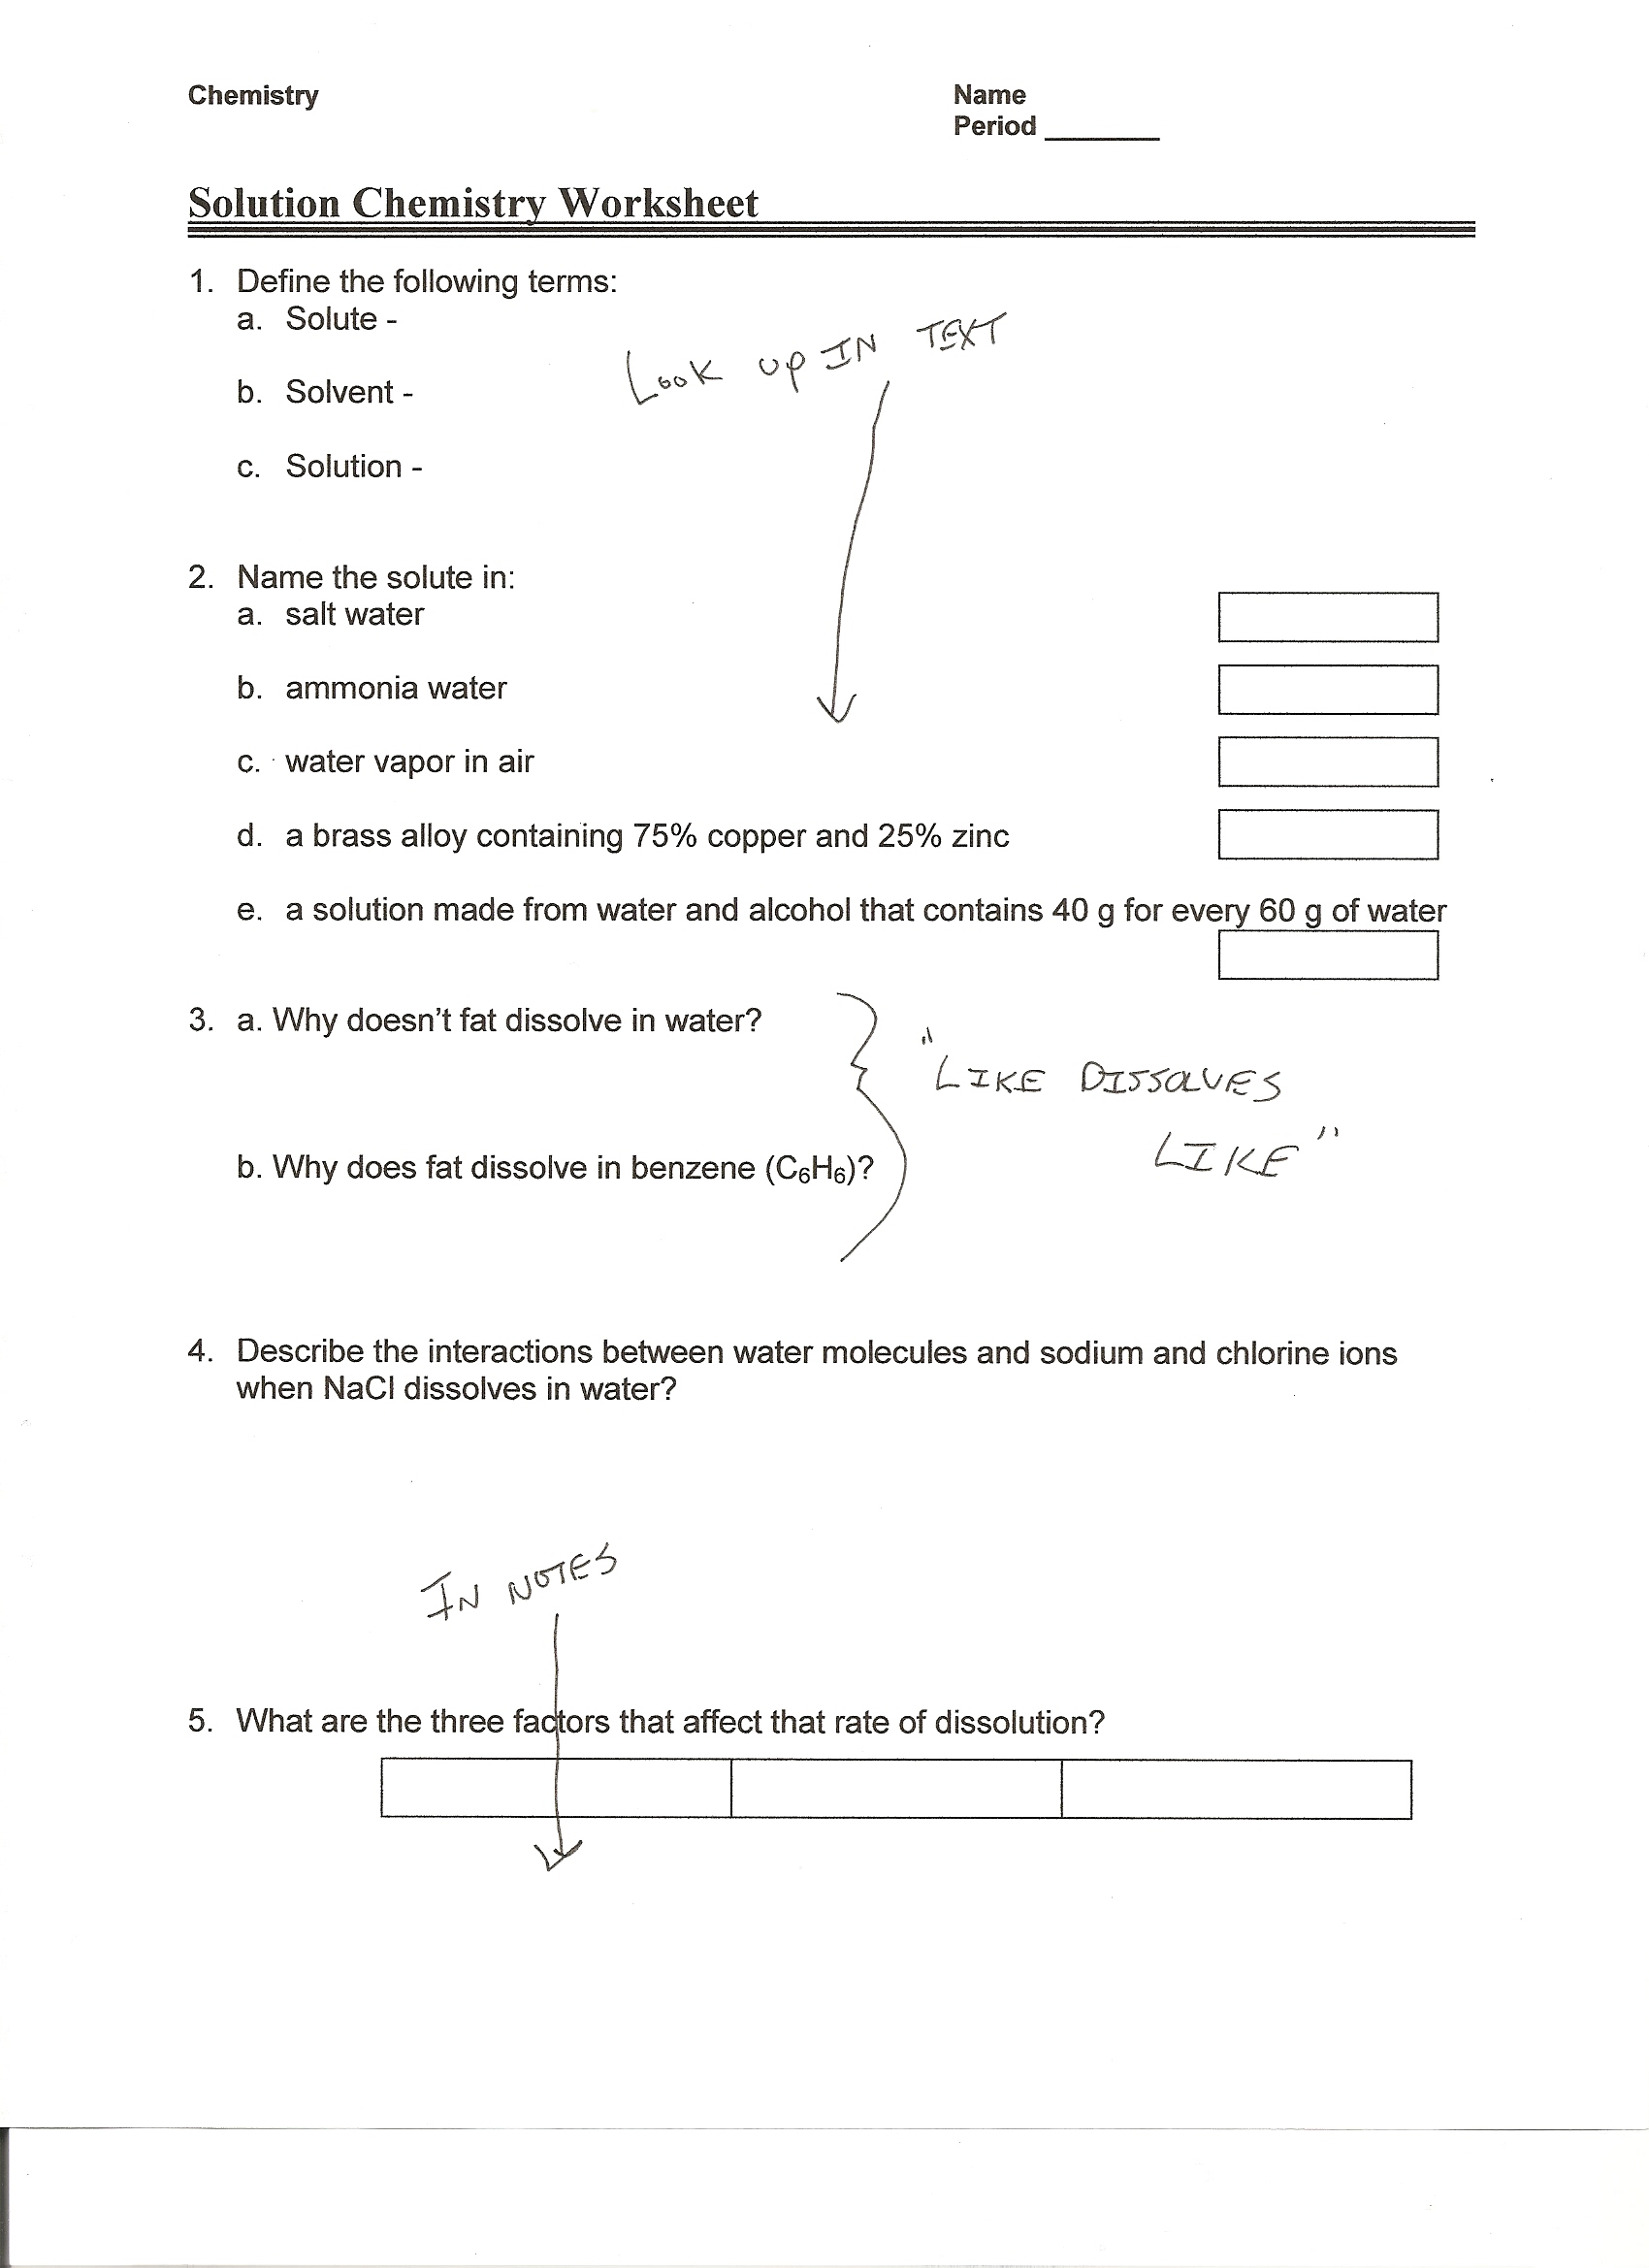 Chemistry
Name
Period
Solution Chemistry Worksheet
1. Define the following terms:
a. Solute -
b. Solvent -
c. Solution -
Look up IN TEXT
2. Name the solute in:
a. salt water
b. ammonia water
c. water vapor in air
d. a brass alloy containing 75% copper and 25% zinc
e. a solution made from water and alcohol that contains 40 g for every 60 g of water
3. a. Why doesn't fat dissolve in water?
b. Why does fat dissolve in benzene (C₆H₆)?
"LIKE DISSOLVES
LIKE"
4. Describe the interactions between water molecules and sodium and chlorine ions
when NaCl dissolves in water?
IN NOTES
5. What are the three factors that affect that rate of dissolution?